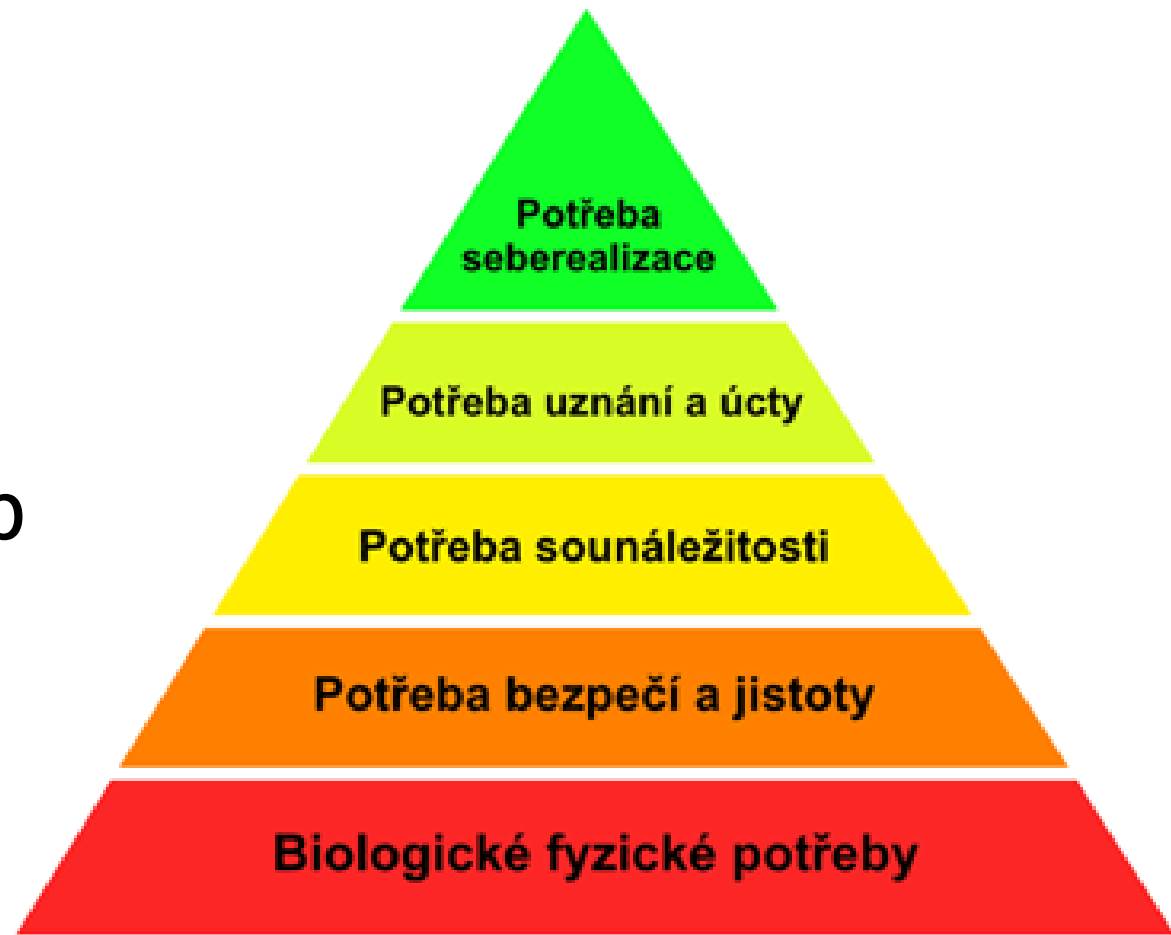 Potřeba
seberealizace
Potřeba uznání a úcty
Potřeba sounáležitosti
Potřeba bezpečí a jistoty
Biologické fyzické potřeby